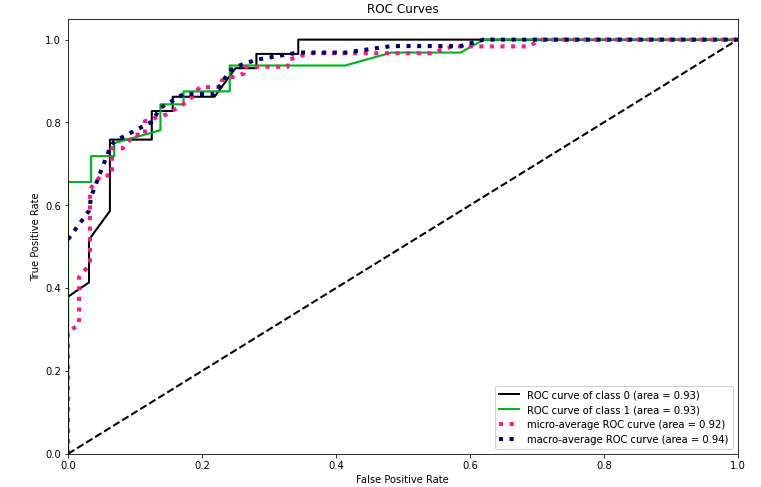 ROC Curves
True Positive Rate
1.0
0.8
0.6
0.4
0.2
0.0
0.0 0.2 0.4 0.6 0.8 1.0
False Positive Rate
ROC curve of class 0 (area = 0.93)
ROC curve of class 1 (area = 0.93)
micro-average ROC curve (area = 0.92)
macro-average ROC curve (area = 0.94)